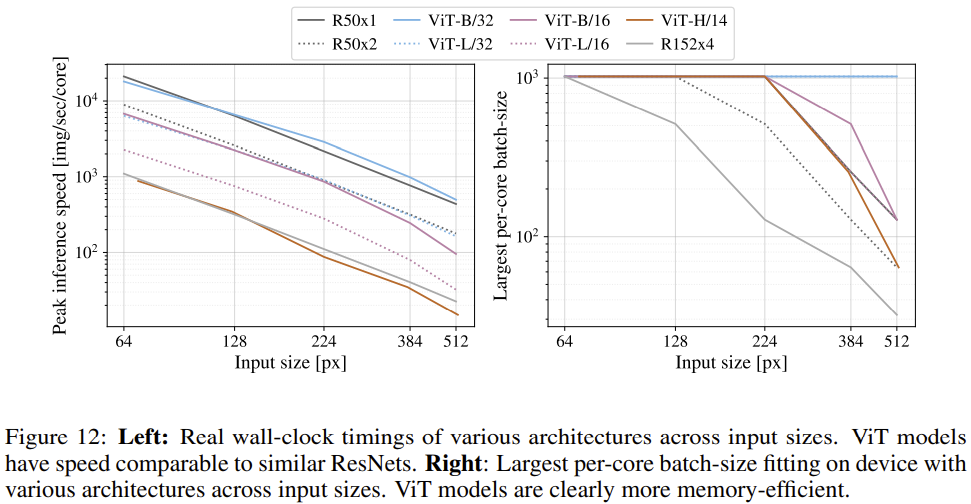 R50x1 ViT-B/32 ViT-B/16 ViT-H/14
R50x2 ViT-L/32 ViT-L/16 R152x4
Peak inference speed [img/sec/core]
10^4
10^3
10^2
64 128 224 384 512
Input size [px]
Largest per-core batch-size
10^3
10^2
64 128 224 384 512
Input size [px]
Figure 12: Left: Real wall-clock timings of various architectures across input sizes. ViT models
have speed comparable to similar ResNets. Right: Largest per-core batch-size fitting on device with
various architectures across input sizes. ViT models are clearly more memory-efficient.